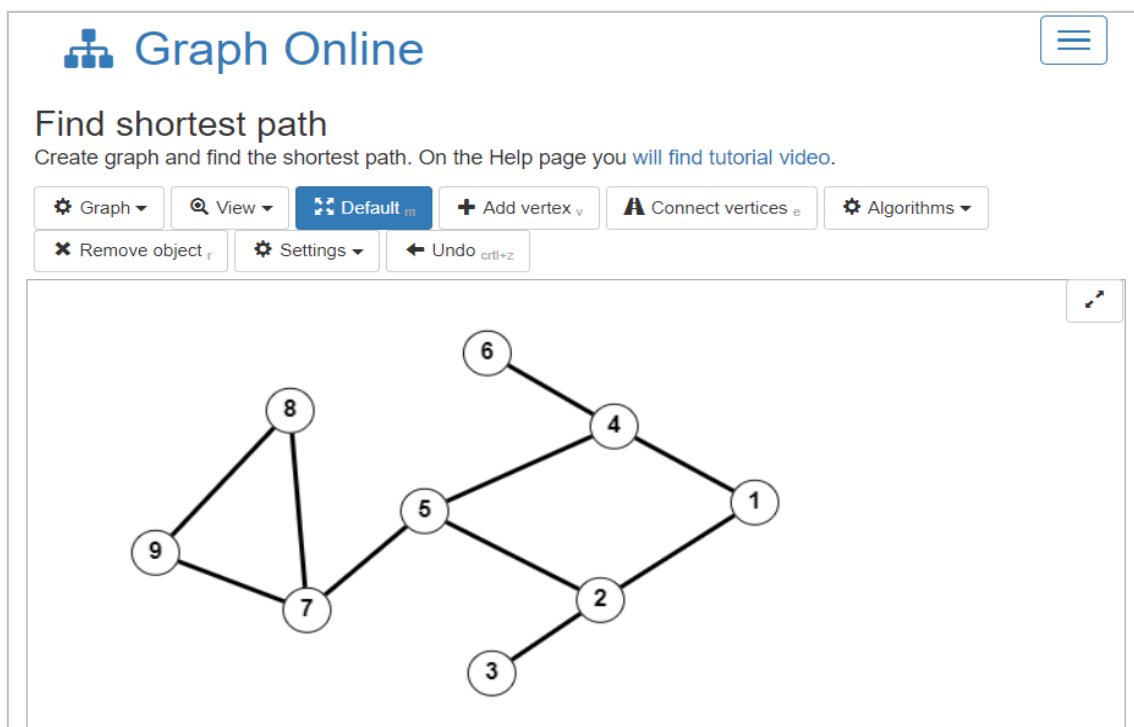 Graph Online
Find shortest path
Create graph and find the shortest path. On the Help page you will find tutorial video.
Graph View Default m Add vertex v Connect vertices e Algorithms
Remove object r Settings Undo crtl+z
6
8
4
1
5
9
2
7
3